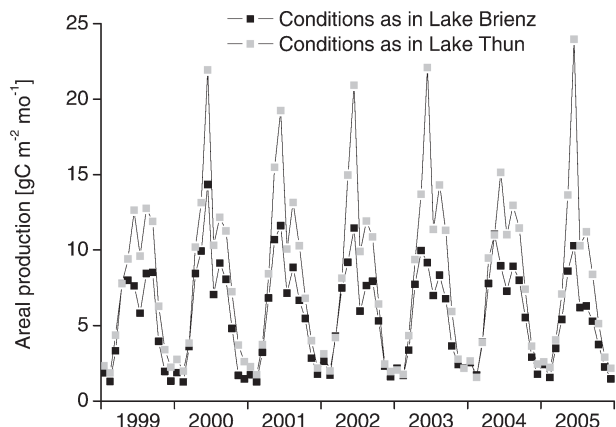 Conditions as in Lake Brienz
Conditions as in Lake Thun
Areal production [gC m⁻² mo⁻¹]
25
20
15
10
5
0
1999 2000 2001 2002 2003 2004 2005